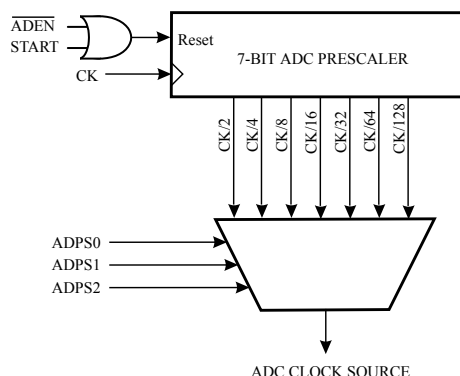 ADEN
START
Reset
CK
7-BIT ADC PRESCALER
CK/2
CK/4
CK/8
CK/16
CK/32
CK/64
CK/128
ADPS0
ADPS1
ADPS2
ADC CLOCK SOURCE